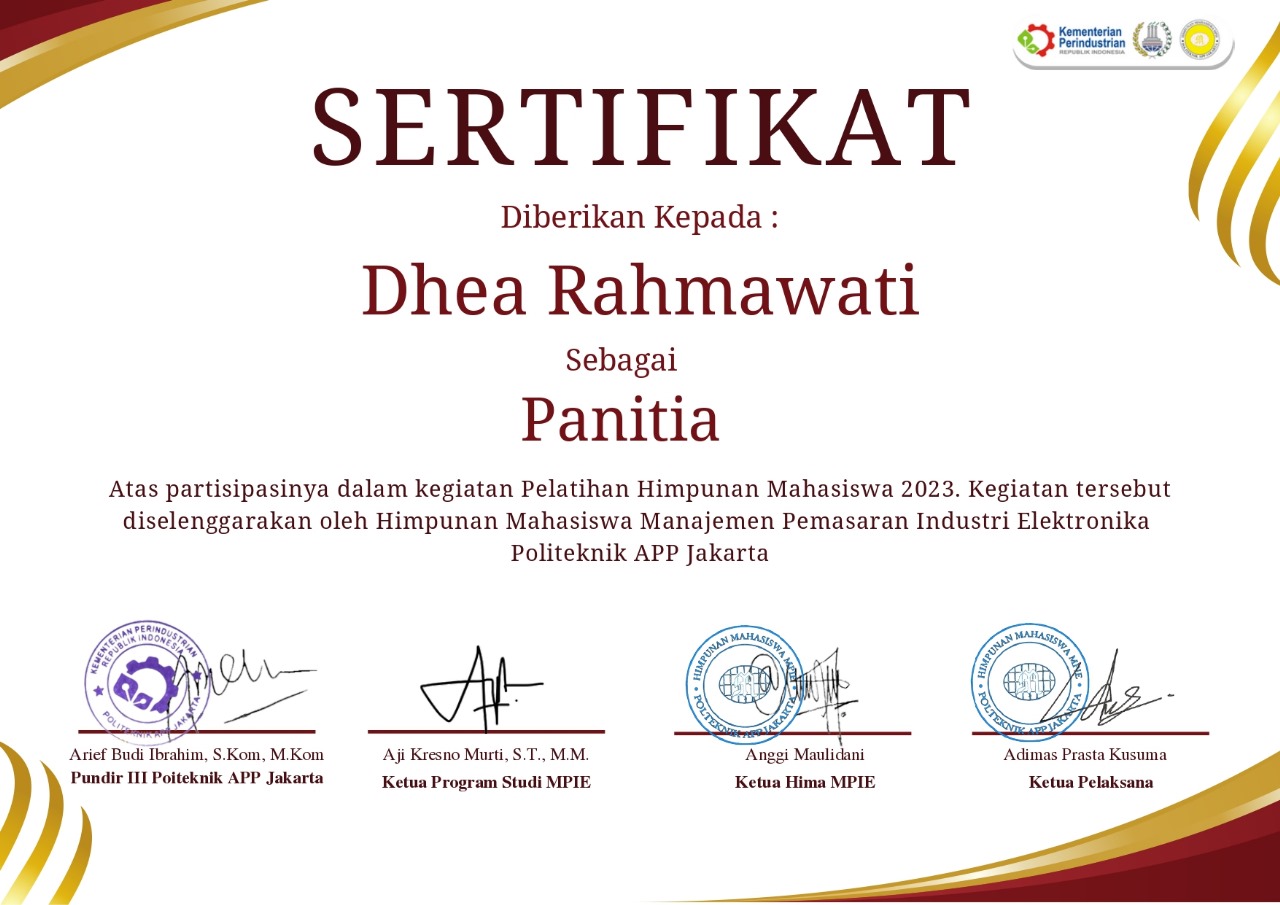 Kementerian
Perindustrian
REPUBLIK INDONESIA
SERTIFIKAT
Diberikan Kepada :
Dhea Rahmawati
Sebagai
Panitia
Atas partisipasinya dalam kegiatan Pelatihan Himpunan Mahasiswa 2023. Kegiatan tersebut
diselenggarakan oleh Himpunan Mahasiswa Manajemen Pemasaran Industri Elektronika
Politeknik APP Jakarta
KEMENTERIAN PERINDUSTRIAN
REPUBLIK INDONESIA
POLITEKNIK APP JAKARTA
HIMPUNAN MAHASISWA MPIE
POLTEKNIK APP JAKARTA
HIMPUNAN MAHASISWA
POLTEKNIK APP JAKARTA
Arief Budi Ibrahim, S.Kom, M.Kom
Pundir III Poiteknik APP Jakarta
Aji Kresno Murti, S.T., M.M.
Ketua Program Studi MPIE
Anggi Maulidani
Ketua Hima MPIE
Adimas Prasta Kusuma
Ketua Pelaksana